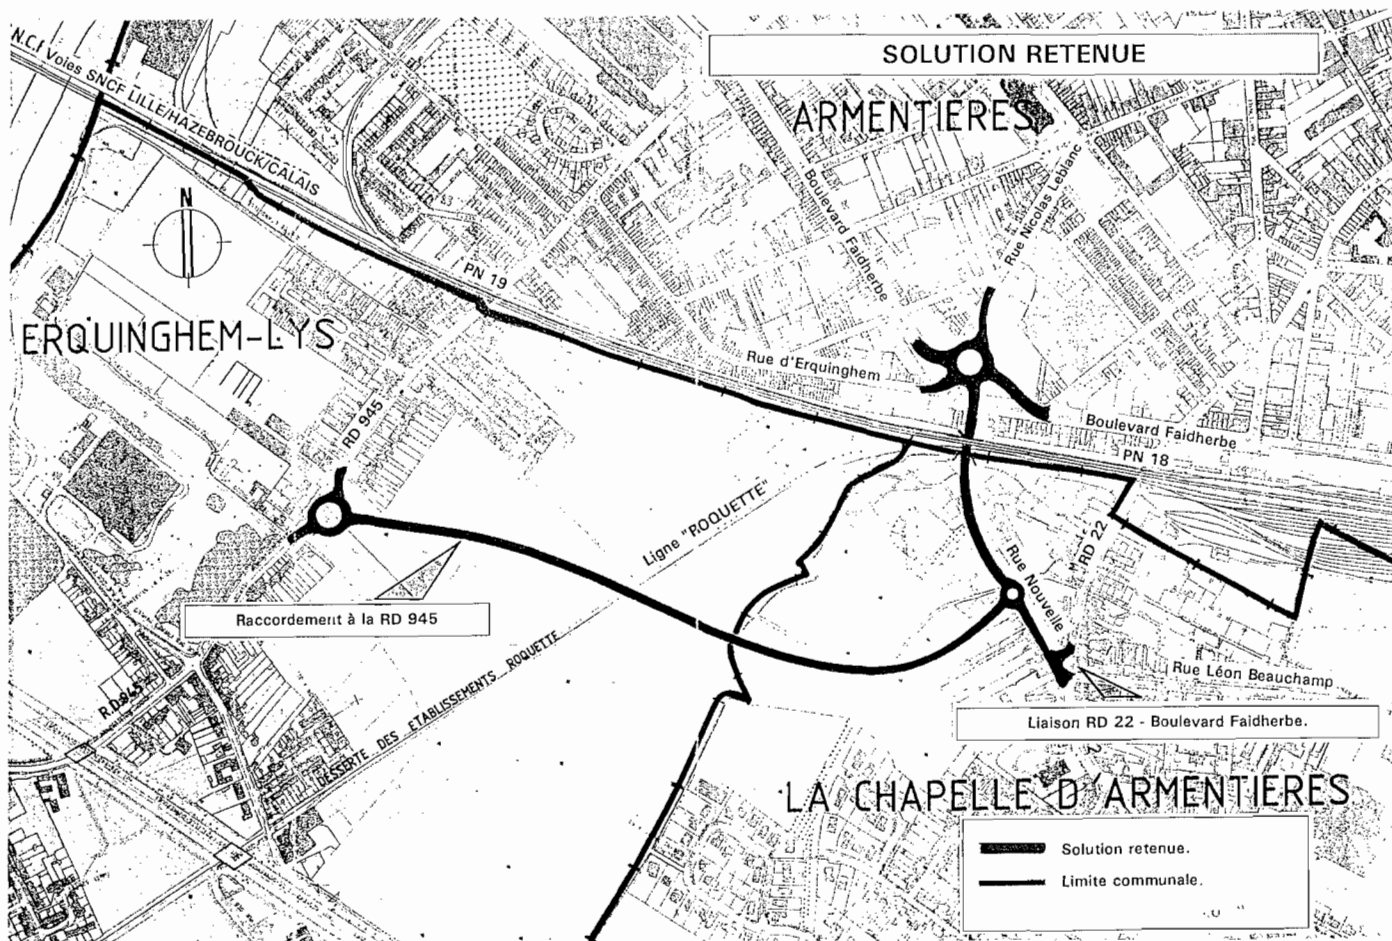 SOLUTION RETENUE
N.C.F Voies SNCF LILLE/HAZEBROUCK/CALAIS
ARMENTIERES
Boulevard Faidherbe
Rue Nicolas Leblanc
N
PN 19
ERQUINGHEM-LYS
Rue d'Erquinghem
RD 945
Boulevard Faidherbe
PN 18
Ligne "ROQUETTE"
RD 22
Rue Nouvelle
Raccordement à la RD 945
Rue Léon Beauchamp
RD945
DESSERTE DES ETABLISSEMENTS ROQUETTE
Liaison RD 22 - Boulevard Faidherbe.
LA CHAPELLE D'ARMENTIERES
Solution retenue.
Limite communale.